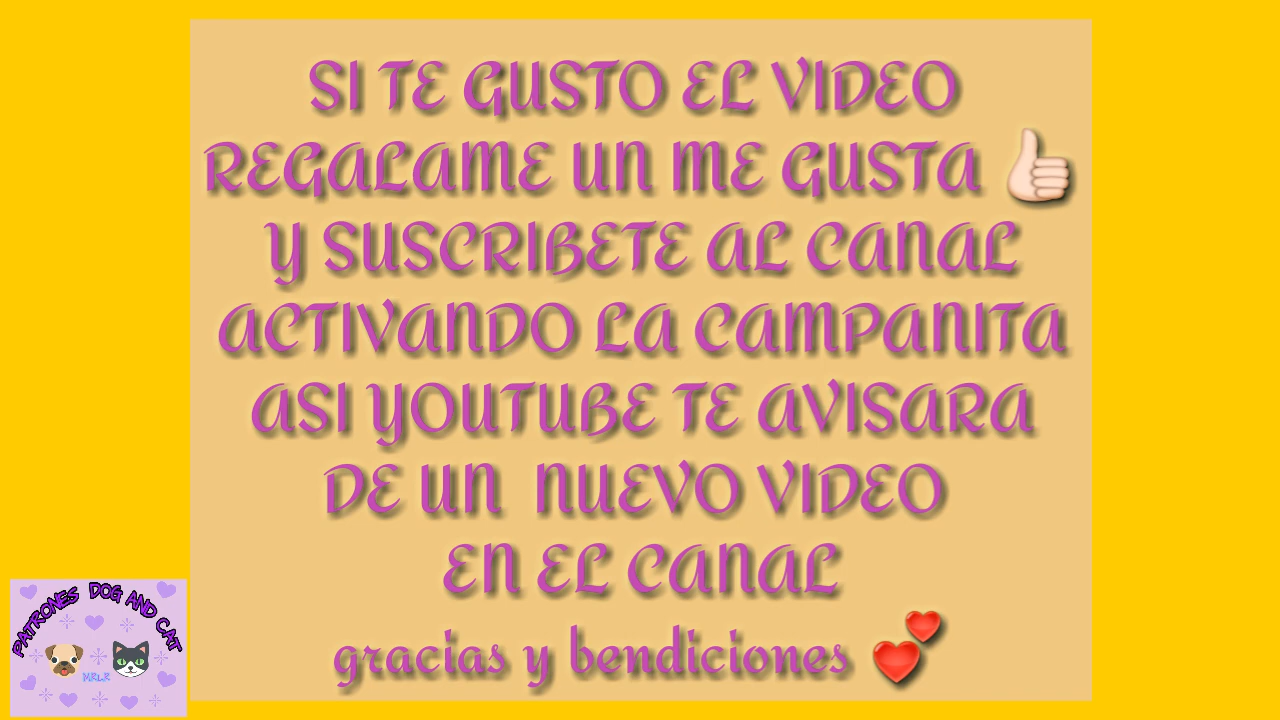 SI TE GUSTO EL VIDEO
REGALAME UN ME GUSTA 👍🏻
Y SUSCRIBETE AL CANAL
ACTIVANDO LA CAMPANITA
ASI YOUTUBE TE AVISARA
DE UN NUEVO VIDEO
EN EL CANAL
gracias y bendiciones 💕
PATRONES DOG AND CAT
MRLR